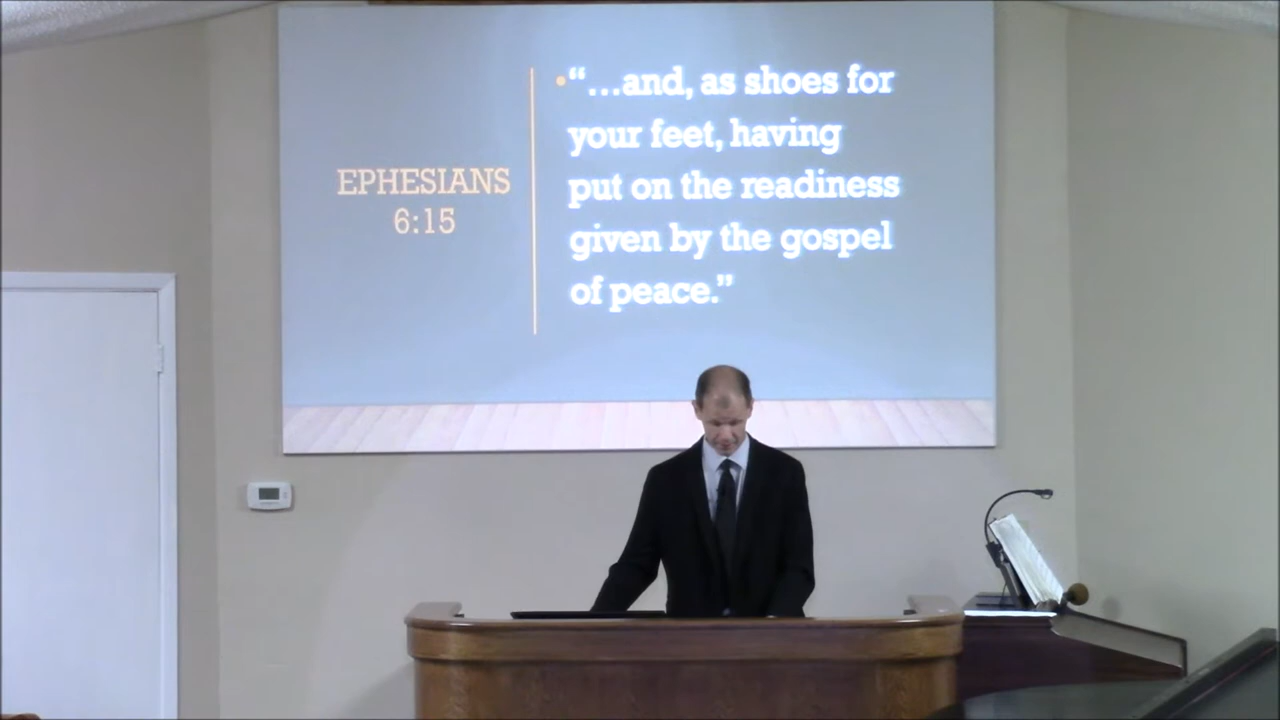 EPHESIANS
6:15
•“…and, as shoes for
your feet, having
put on the readiness
given by the gospel
of peace.”